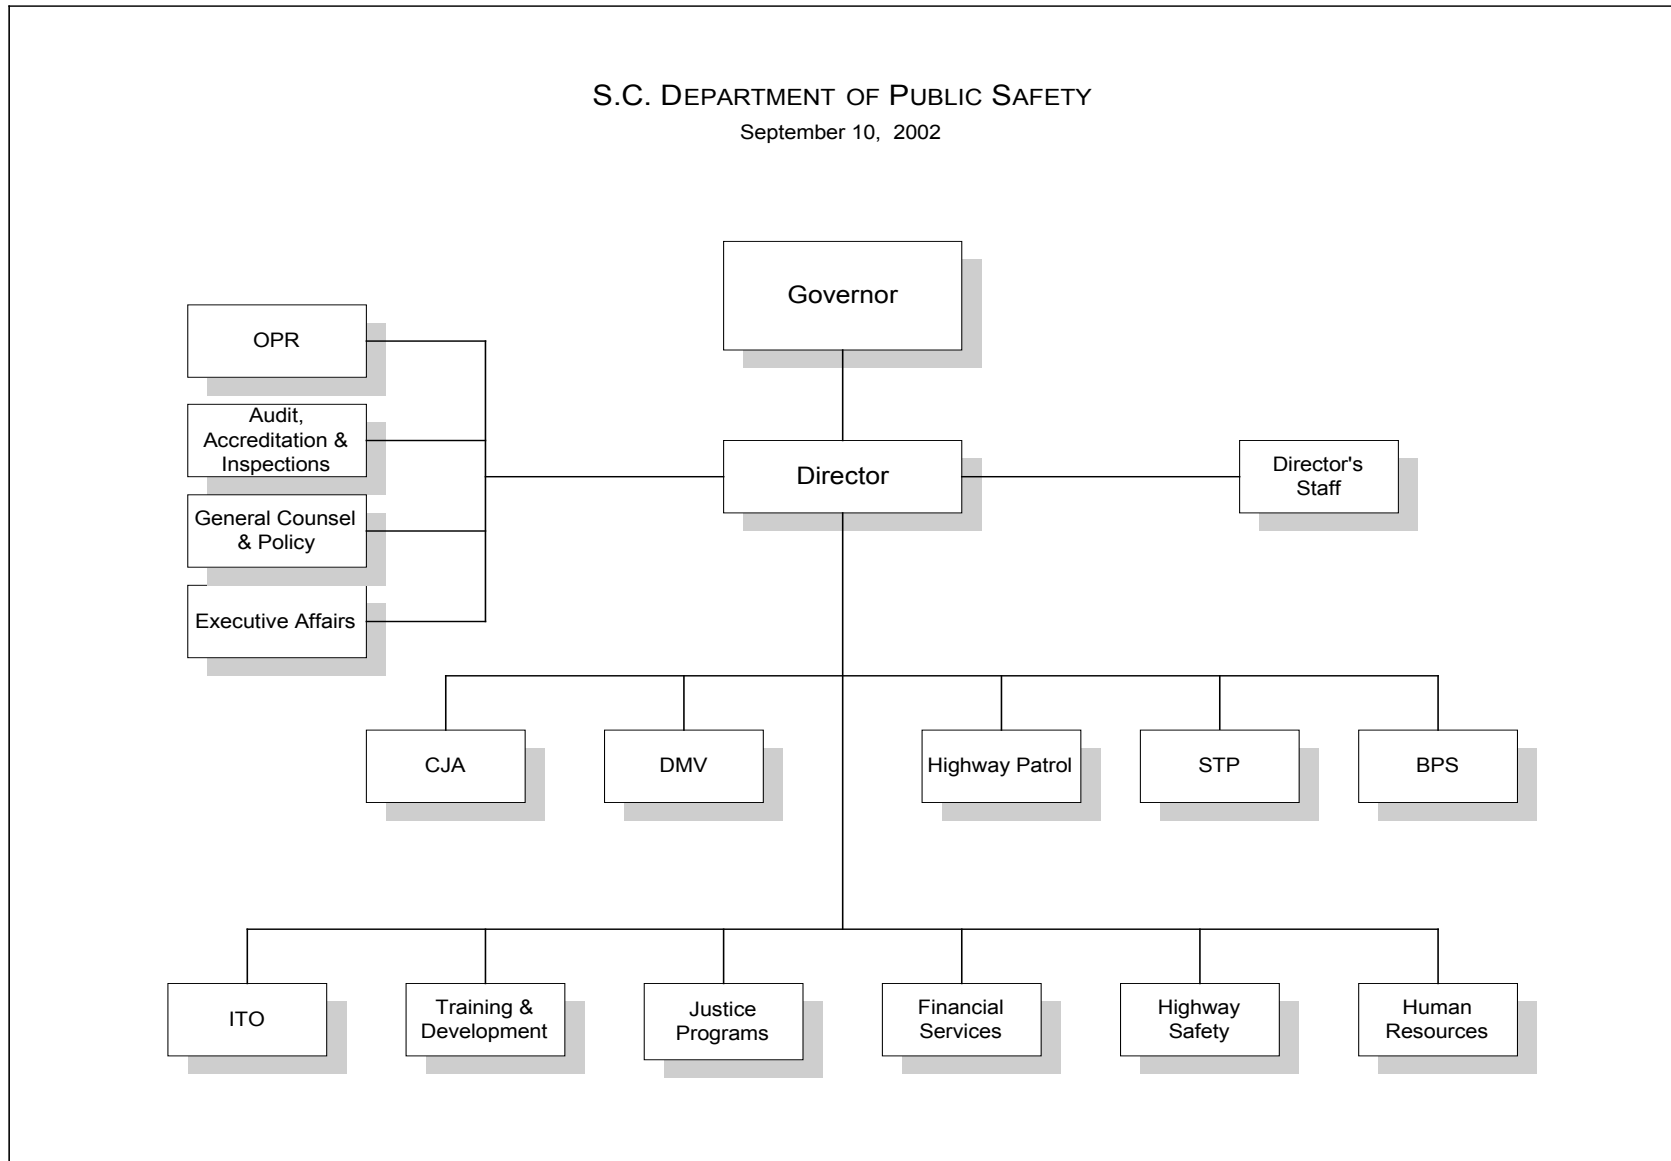 S.C. DEPARTMENT OF PUBLIC SAFETY
September 10, 2002
Governor
OPR
Audit,
Accreditation &
Inspections
General Counsel
& Policy
Executive Affairs
Director
Director's
Staff
CJA
DMV
Highway Patrol
STP
BPS
ITO
Training &
Development
Justice
Programs
Financial
Services
Highway
Safety
Human
Resources